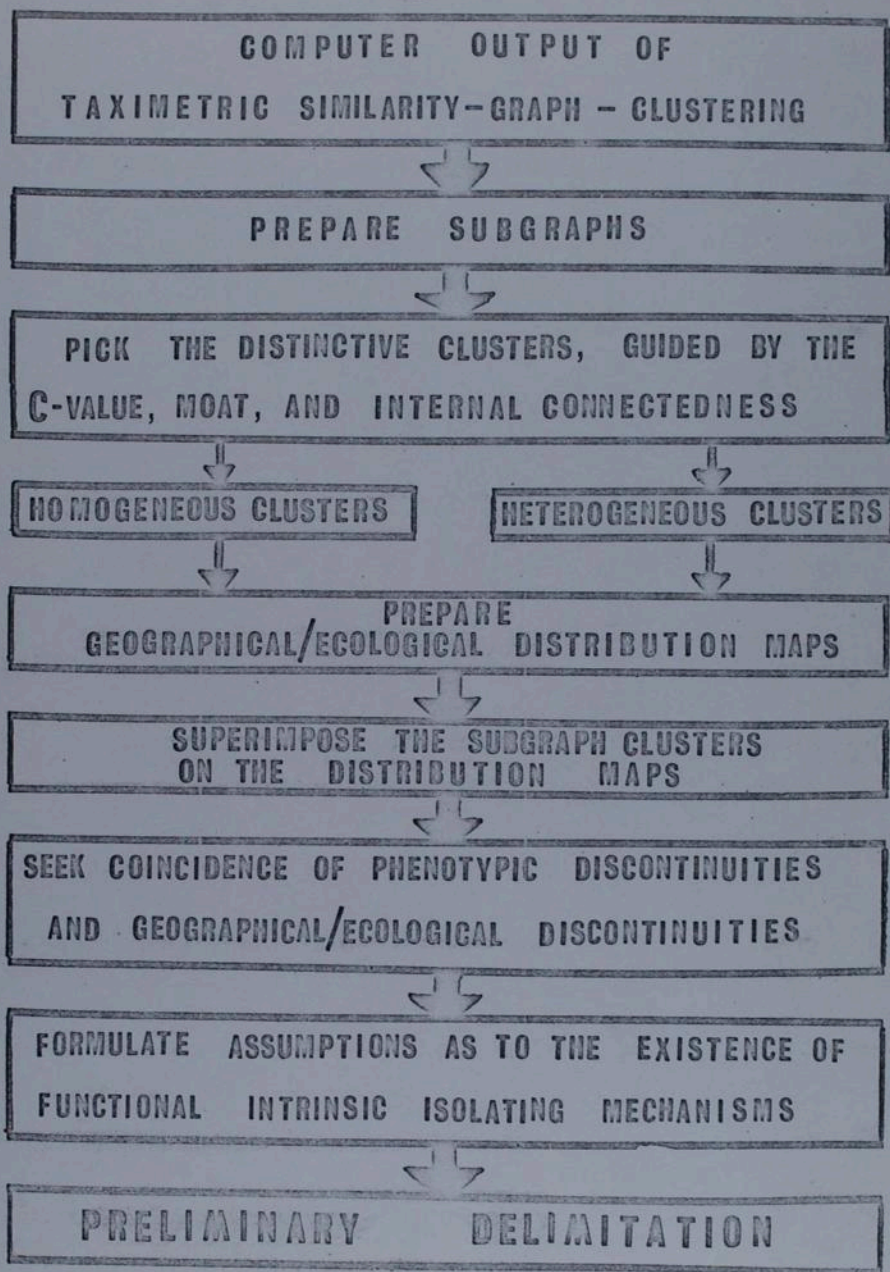 COMPUTER OUTPUT OF
TAXIMETRIC SIMILARITY-GRAPH - CLUSTERING
PREPARE SUBGRAPHS
PICK THE DISTINCTIVE CLUSTERS, GUIDED BY THE
C-VALUE, MOAT, AND INTERNAL CONNECTEDNESS
HOMOGENEOUS CLUSTERS
HETEROGENEOUS CLUSTERS
PREPARE
GEOGRAPHICAL/ECOLOGICAL DISTRIBUTION MAPS
SUPERIMPOSE THE SUBGRAPH CLUSTERS
ON THE DISTRIBUTION MAPS
SEEK COINCIDENCE OF PHENOTYPIC DISCONTINUITIES
AND GEOGRAPHICAL/ECOLOGICAL DISCONTINUITIES
FORMULATE ASSUMPTIONS AS TO THE EXISTENCE OF
FUNCTIONAL INTRINSIC ISOLATING MECHANISMS
PRELIMINARY DELIMITATION